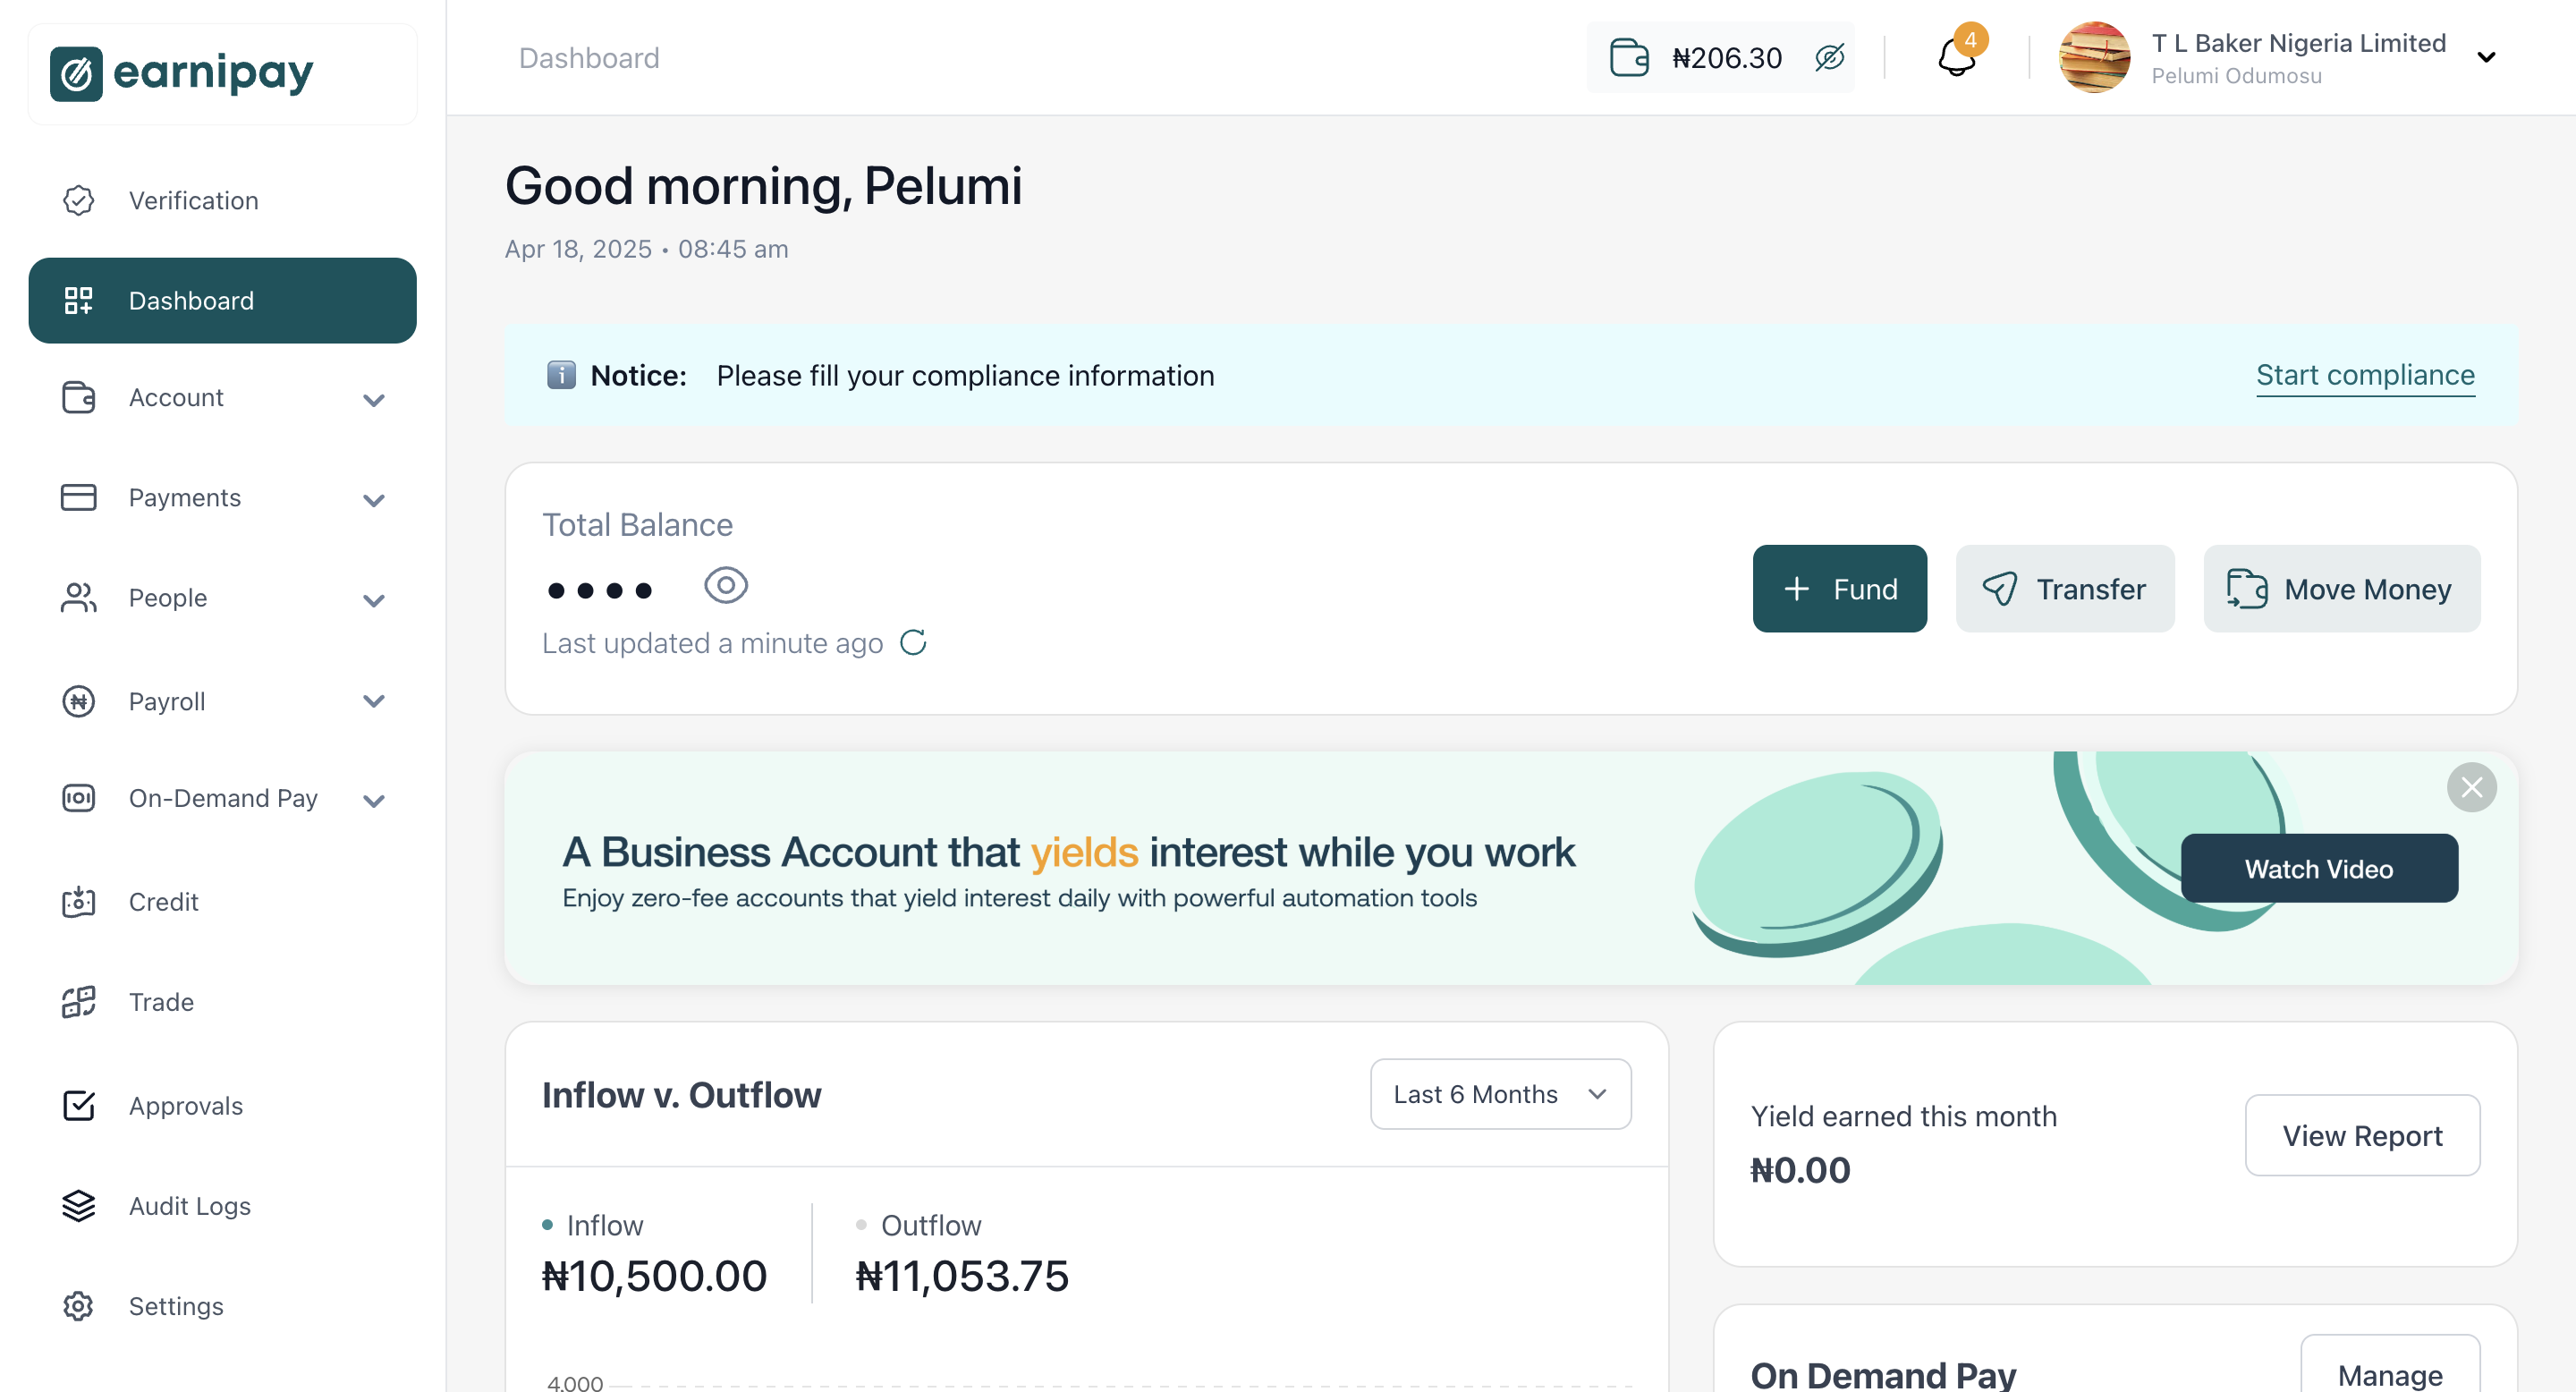 earnipay
Verification
Dashboard
Account
Payments
People
Payroll
On-Demand Pay
Credit
Trade
Approvals
Audit Logs
Settings
Dashboard
₦206.30
4
T L Baker Nigeria Limited
Pelumi Odumosu
Good morning, Pelumi
Apr 18, 2025 • 08:45 am
Notice: Please fill your compliance information
Start compliance
Total Balance
Last updated a minute ago
Fund
Transfer
Move Money
A Business Account that yields interest while you work
Enjoy zero-fee accounts that yield interest daily with powerful automation tools
Watch Video
Inflow v. Outflow
Last 6 Months
Inflow
₦10,500.00
Outflow
₦11,053.75
4,000
Yield earned this month
₦0.00
View Report
On Demand Pay
Manage